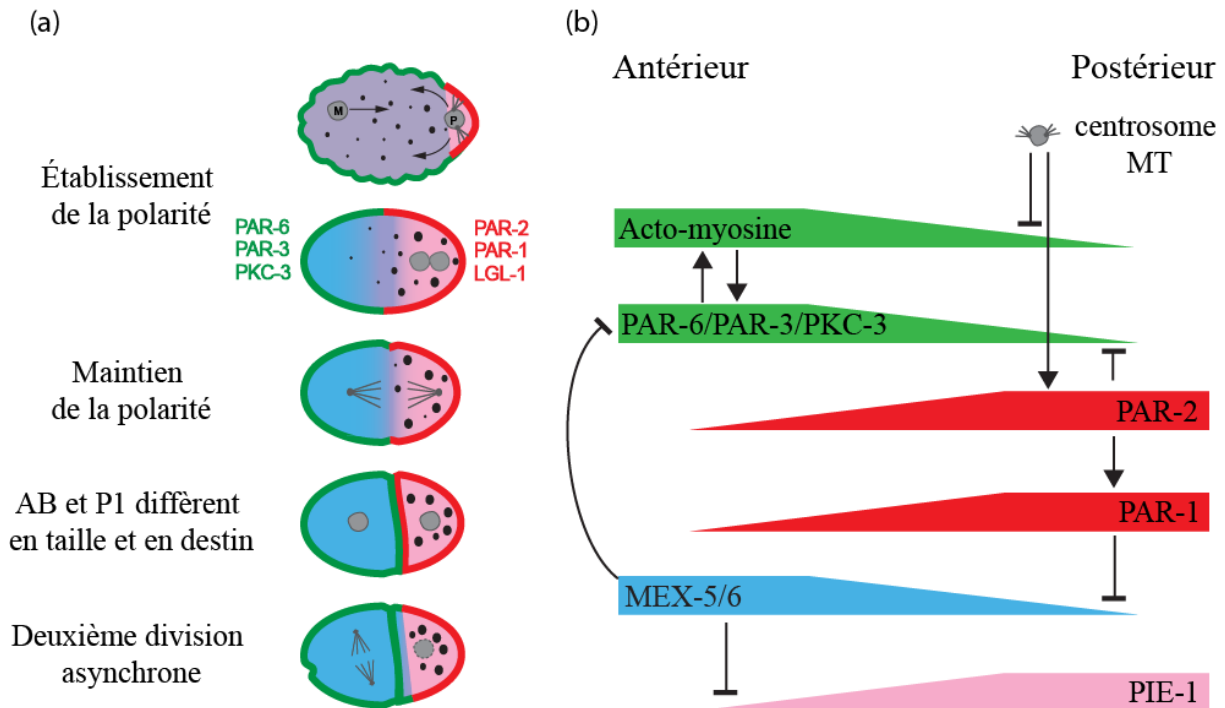 (a)
M
P
Établissement
de la polarité
PAR-6
PAR-3
PKC-3
PAR-2
PAR-1
LGL-1
Maintien
de la polarité
AB et P1 diffèrent
en taille et en destin
Deuxième division
asynchrone
(b)
Antérieur
Postérieur
centrosome
MT
Acto-myosine
PAR-6/PAR-3/PKC-3
PAR-2
PAR-1
MEX-5/6
PIE-1